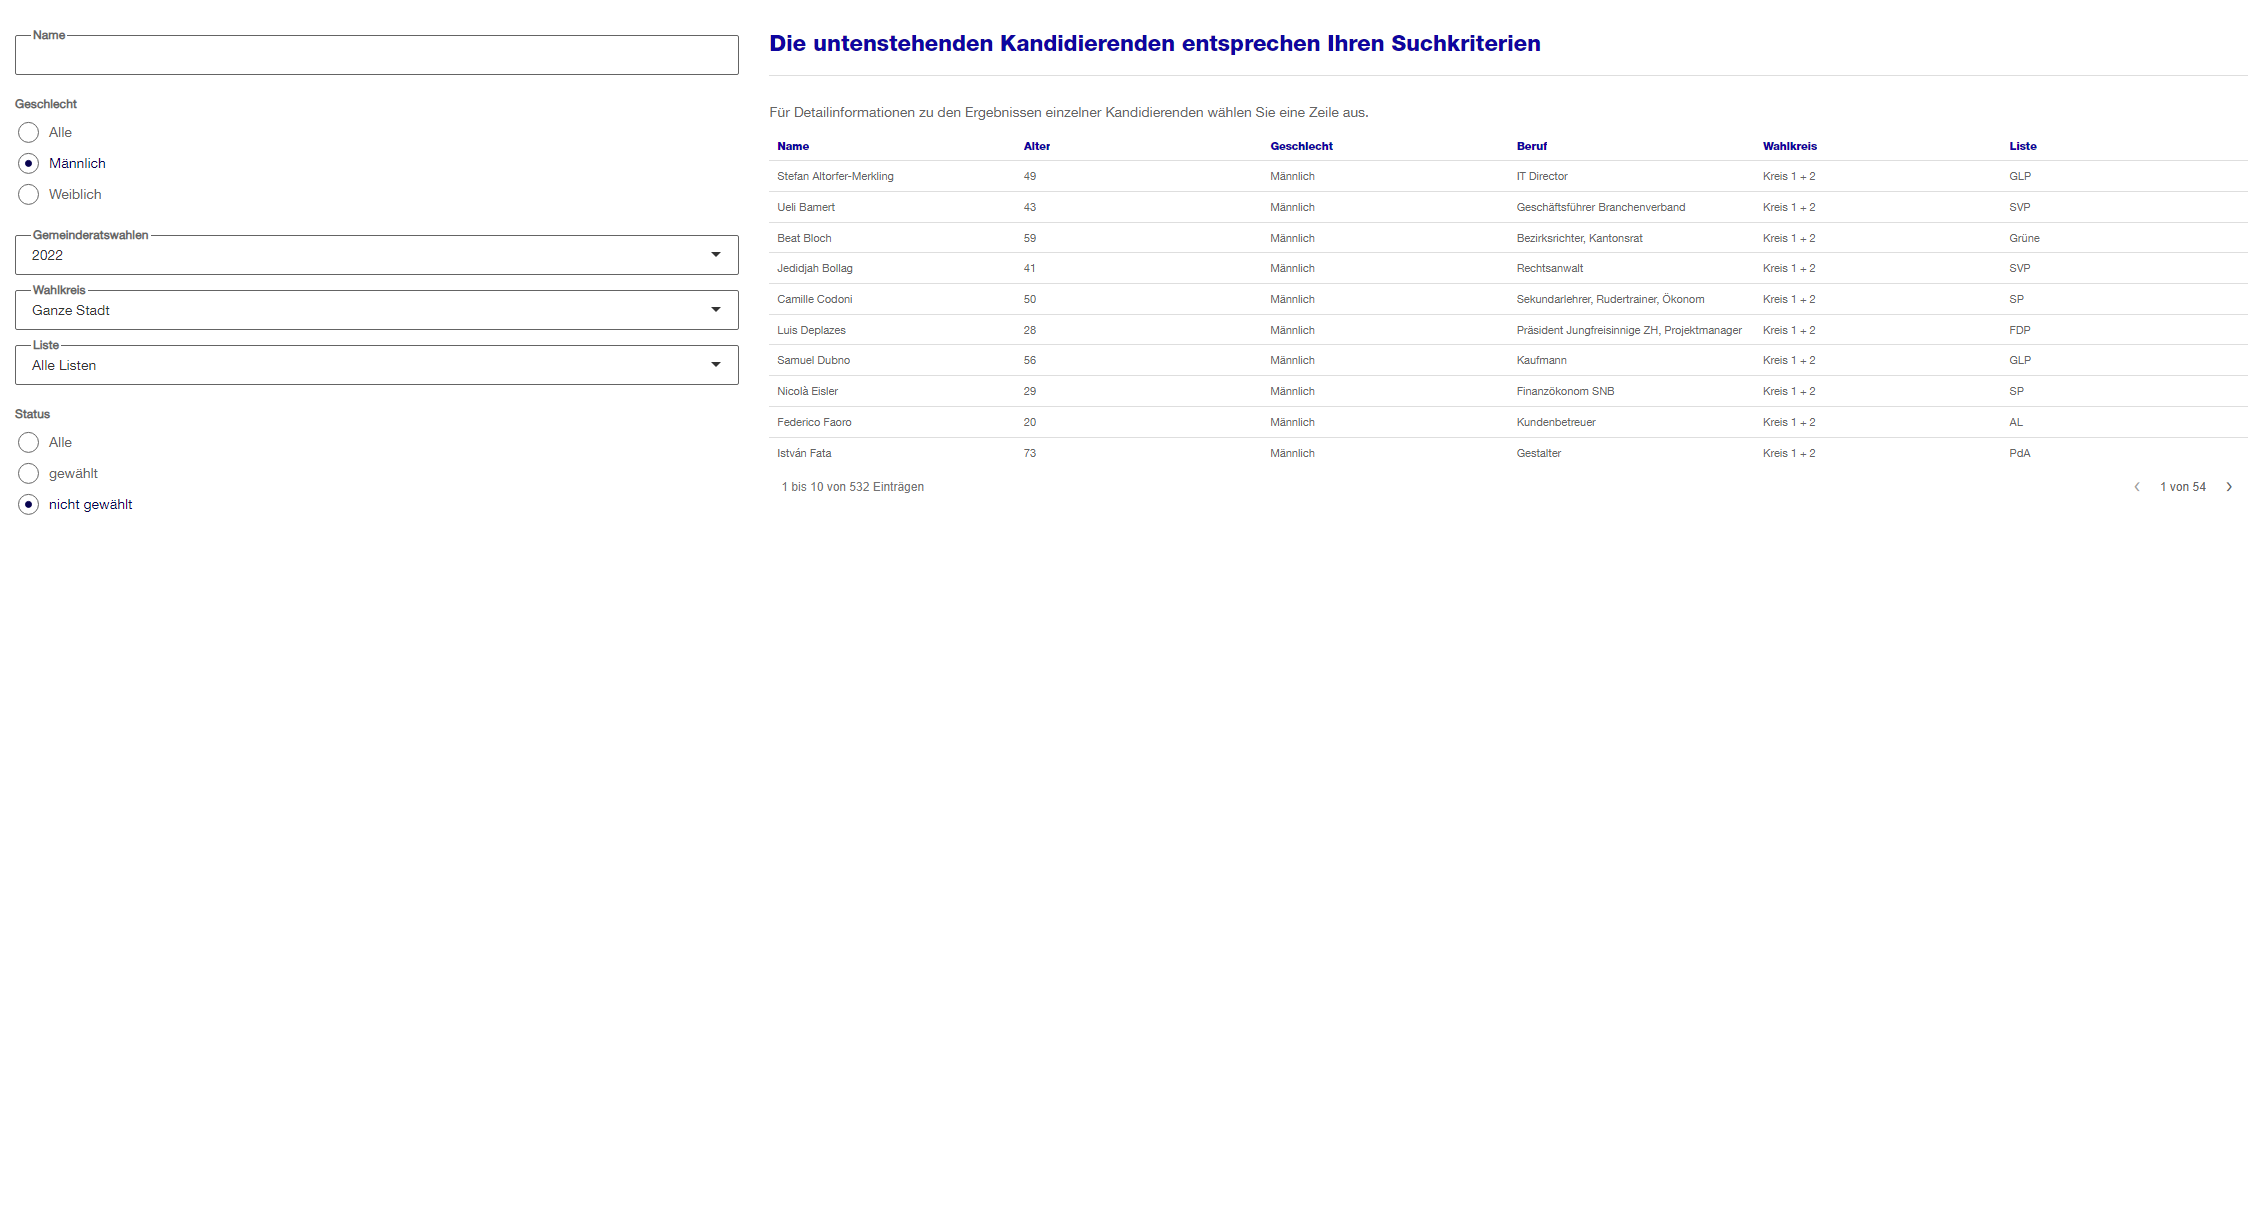 Name
Geschlecht
Alle
Männlich
Weiblich
Gemeinderatswahlen
2022
Wahlkreis
Ganze Stadt
Liste
Alle Listen
Status
Alle
gewählt
nicht gewählt
Die untenstehenden Kandidierenden entsprechen Ihren Suchkriterien
Für Detailinformationen zu den Ergebnissen einzelner Kandidierenden wählen Sie eine Zeile aus.
Name Alter Geschlecht Beruf Wahlkreis Liste
Stefan Altorfer-Merkling 49 Männlich IT Director Kreis 1 + 2 GLP
Ueli Bamert 43 Männlich Geschäftsführer Branchenverband Kreis 1 + 2 SVP
Beat Bloch 59 Männlich Bezirksrichter, Kantonsrat Kreis 1 + 2 Grüne
Jedidjah Bollag 41 Männlich Rechtsanwalt Kreis 1 + 2 SVP
Camille Codoni 50 Männlich Sekundarlehrer, Rudertrainer, Ökonom Kreis 1 + 2 SP
Luis Deplazes 28 Männlich Präsident Jungfreisinnige ZH, Projektmanager Kreis 1 + 2 FDP
Samuel Dubno 56 Männlich Kaufmann Kreis 1 + 2 GLP
Nicolà Eisler 29 Männlich Finanzökonom SNB Kreis 1 + 2 SP
Federico Faoro 20 Männlich Kundenbetreuer Kreis 1 + 2 AL
István Fata 73 Männlich Gestalter Kreis 1 + 2 PdA
1 bis 10 von 532 Einträgen
1 von 54